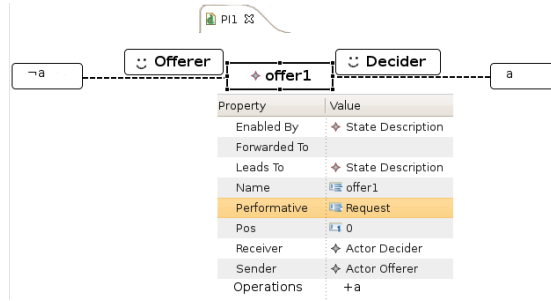 PI1
Offerer
Decider
¬a
offer1
a
Property Value
Enabled By State Description
Forwarded To
Leads To State Description
Name offer1
Performative Request
Pos 0
Receiver Actor Decider
Sender Actor Offerer
Operations +a